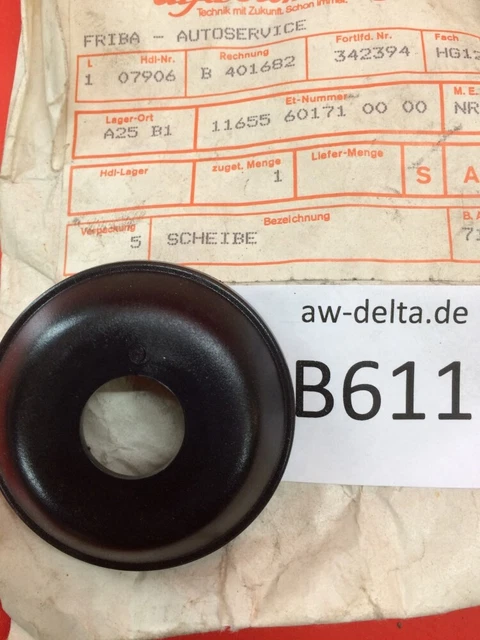 Technik mit Zukunft. Schon immer.
FRIBA - AUTOSERVICE
L Hdl-Nr. Rechnung Fortlfd. Nr. Fach
1 07906 B 401682 342394 HG12
Lager-Ort Et-Nummer M. E.
A25 B1 11655 60171 00 00 NR
Hdl-Lager zuget. Menge Liefer-Menge
1 S A
Verpackung Bezeichnung B. A
5 SCHEIBE 71
aw-delta.de
B611